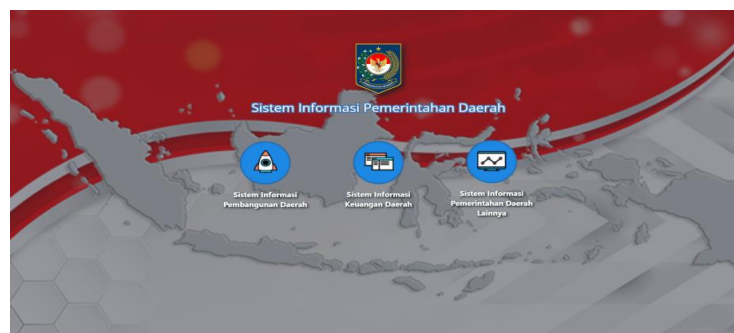 Sistem Informasi Pemerintahan Daerah
Sistem Informasi
Pembangunan Daerah
Sistem Informasi
Keuangan Daerah
Sistem Informasi
Pemerintahan Daerah
Lainnya